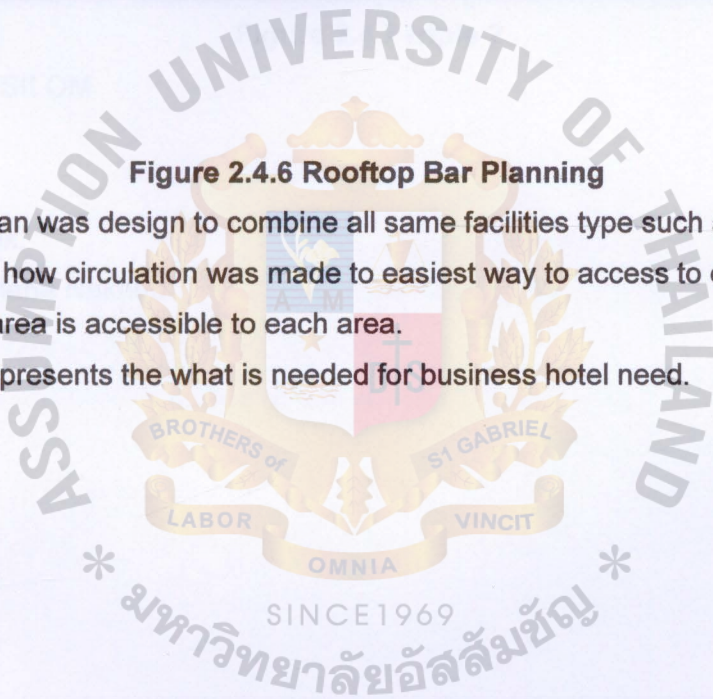 UNIVERSITY OF
ASSUMPTION
THAILAND
Figure 2.4.6 Rooftop Bar Planning
an was design to combine all same facilities type such
how circulation was made to easiest way to access to
area is accessible to each area.
presents the what is needed for business hotel need.
A M
D S
BROTHERS of
ST GABRIEL
LABOR
VINCIT
OMNIA
* *
SINCE1969
มหาวิทยาลัยอัสสัมชัญ